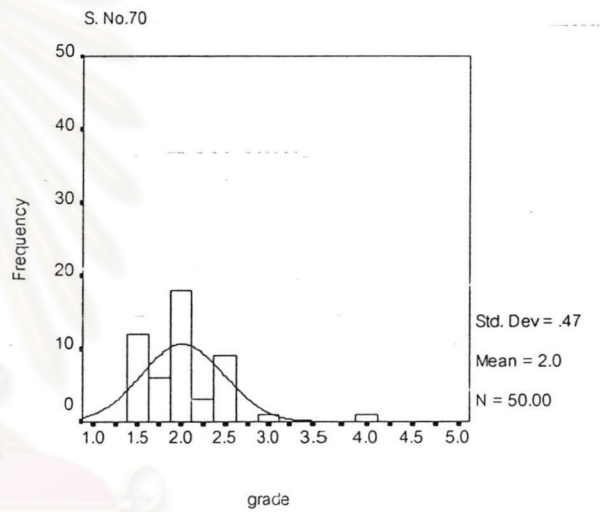 S. No.70
Frequency
50
40
30
20
10
0
1.0 1.5 2.0 2.5 3.0 3.5 4.0 4.5 5.0
grade
Std. Dev = .47
Mean = 2.0
N = 50.00